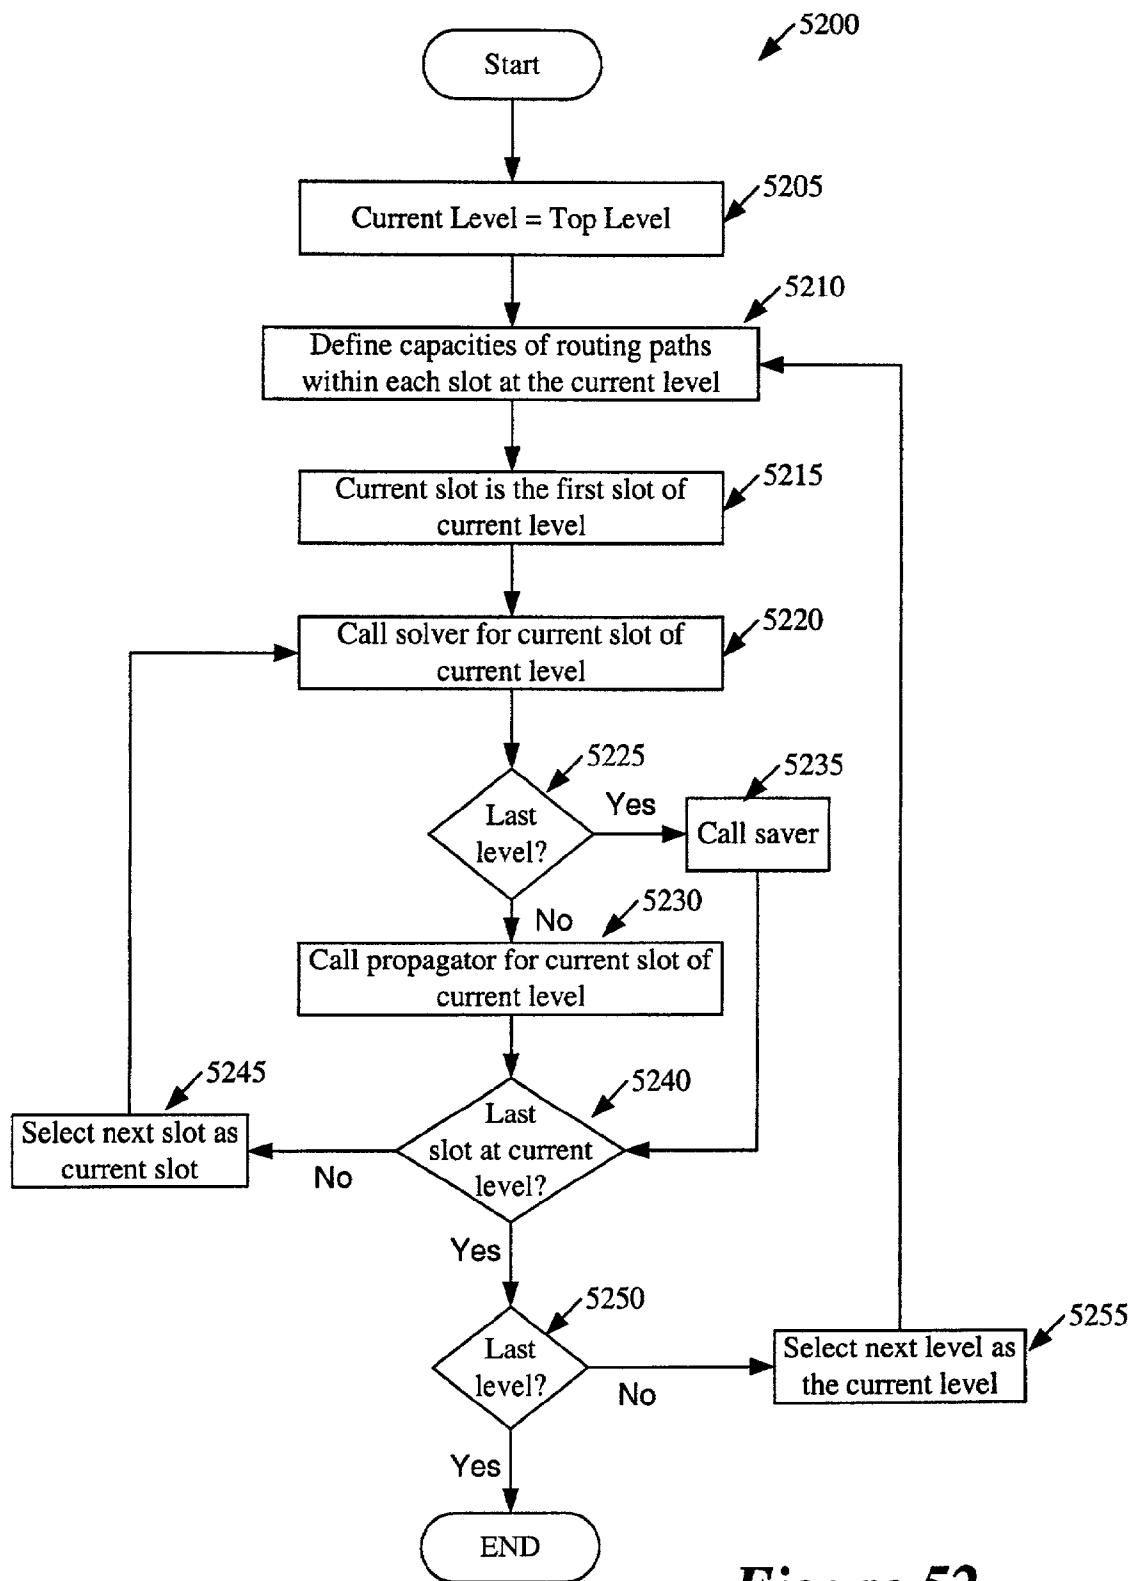 5200
Start
5205
Current Level = Top Level
5210
Define capacities of routing paths
within each slot at the current level
5215
Current slot is the first slot of
current level
5220
Call solver for current slot of
current level
5225
Last
level?
Yes
5235
Call saver
No
5230
Call propagator for current slot of
current level
5240
Last
slot at current
level?
5245
Select next slot as
current slot
No
Yes
5250
Last
level?
No
5255
Select next level as
the current level
Yes
END
Figure 52